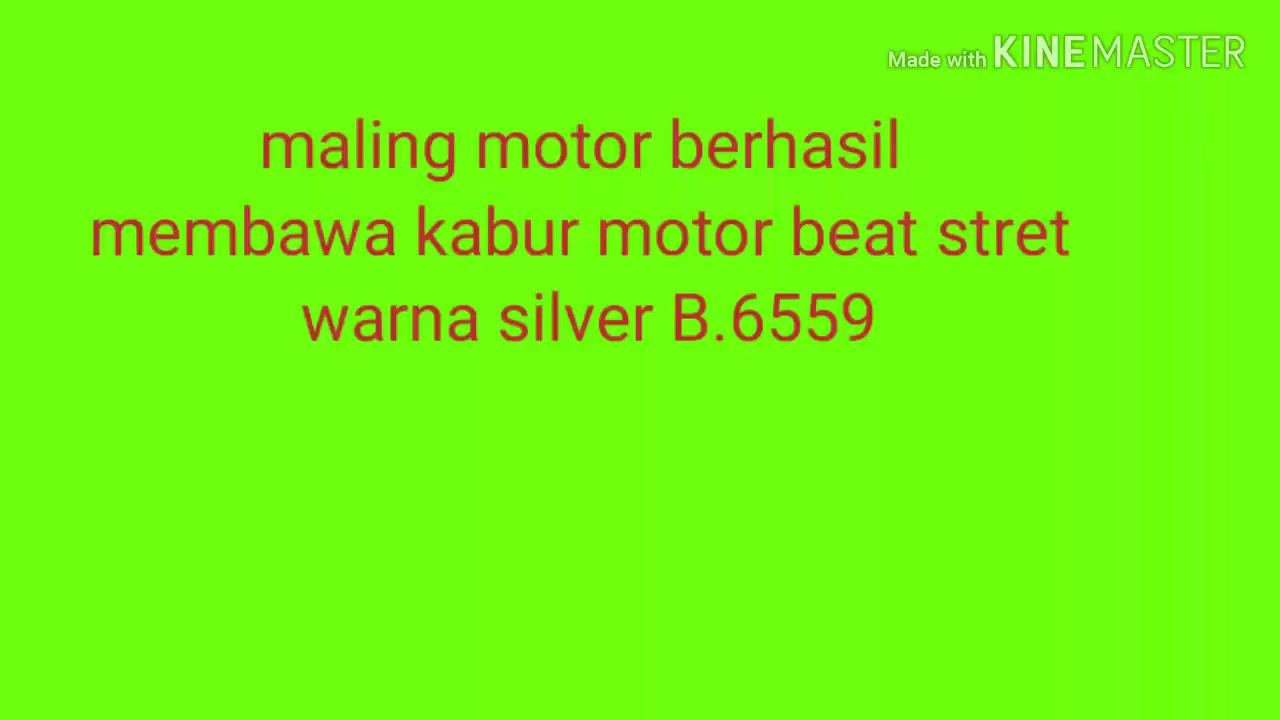 Made with KINEMASTER
maling motor berhasil
membawa kabur motor beat stret
warna silver B.6559